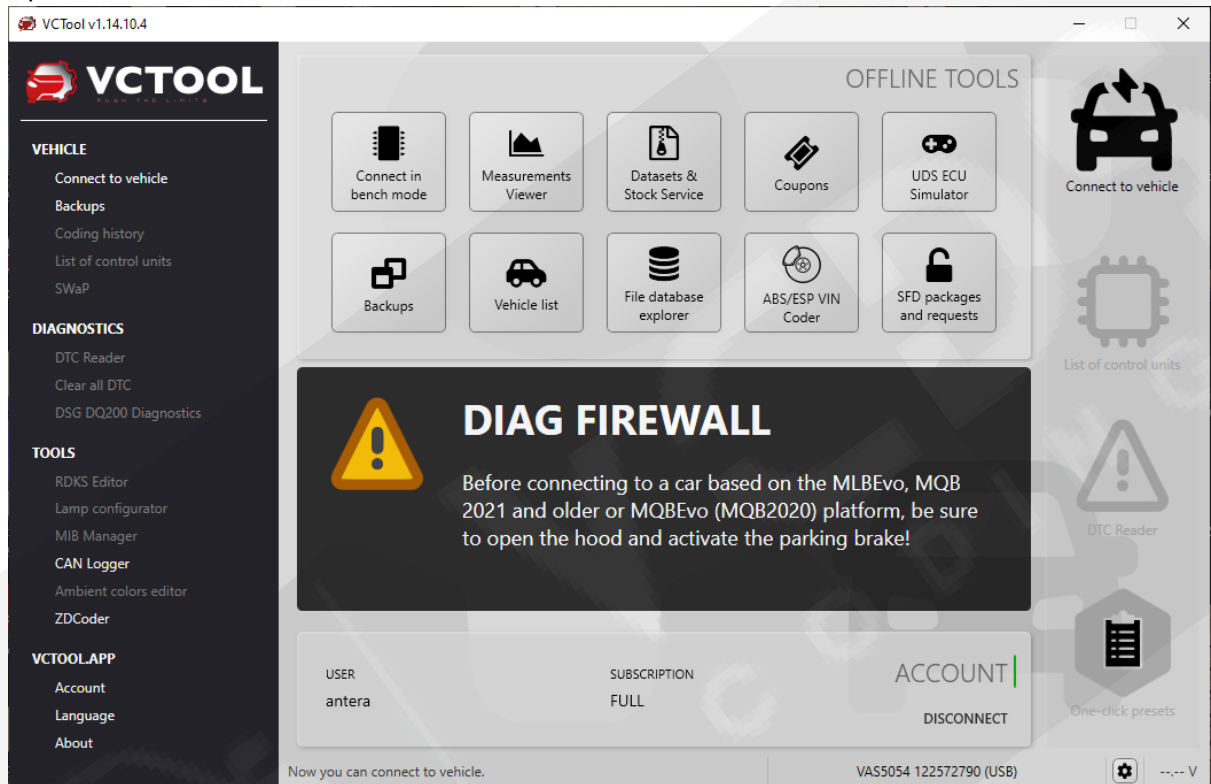 VCTool v1.14.10.4
VCTOOL
PUSH THE LIMITS
VEHICLE
Connect to vehicle
Backups
Coding history
List of control units
SWaP
DIAGNOSTICS
DTC Reader
Clear all DTC
DSG DQ200 Diagnostics
TOOLS
RDKS Editor
Lamp configurator
MIB Manager
CAN Logger
Ambient colors editor
ZDCoder
VCTOOL.APP
Account
Language
About
OFFLINE TOOLS
Connect in
bench mode
Measurements
Viewer
Datasets &
Stock Service
Coupons
UDS ECU
Simulator
Backups
Vehicle list
File database
explorer
ABS/ESP VIN
Coder
SFD packages
and requests
DIAG FIREWALL
Before connecting to a car based on the MLBEvo, MQB
2021 and older or MQBEvo (MQB2020) platform, be sure
to open the hood and activate the parking brake!
USER
antera
SUBSCRIPTION
FULL
ACCOUNT
DISCONNECT
Connect to vehicle
List of control units
DTC Reader
One-click presets
Now you can connect to vehicle.
VAS5054 122572790 (USB)
--,-- V